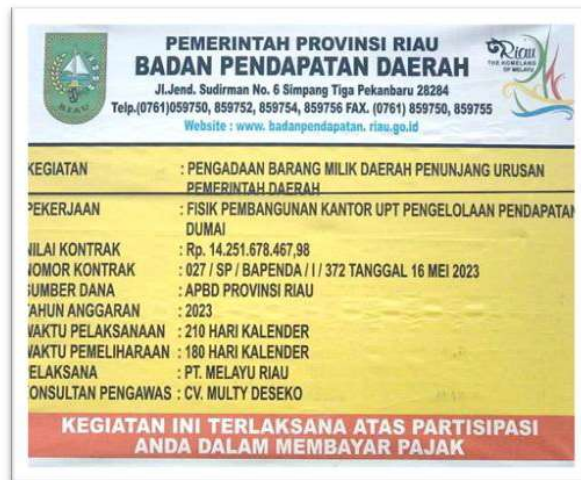 PEMERINTAH PROVINSI RIAU
BADAN PENDAPATAN DAERAH
Jl.Jend. Sudirman No. 6 Simpang Tiga Pekanbaru 28284
Telp.(0761)059750, 859752, 859754, 859756 FAX. (0761) 859750, 859755
Website : www. badanpendapatan. riau.go.id
RIAU
Riau
THE HOMELAND
OF MELAYU
KEGIATAN : PENGADAAN BARANG MILIK DAERAH PENUNJANG URUSAN
PEMERINTAH DAERAH
PEKERJAAN : FISIK PEMBANGUNAN KANTOR UPT PENGELOLAAN PENDAPATAN
DUMAI
NILAI KONTRAK : Rp. 14.251.678.467,98
NOMOR KONTRAK : 027 / SP / BAPENDA / I / 372 TANGGAL 16 MEI 2023
SUMBER DANA : APBD PROVINSI RIAU
TAHUN ANGGARAN : 2023
WAKTU PELAKSANAAN : 210 HARI KALENDER
WAKTU PEMELIHARAAN : 180 HARI KALENDER
PELAKSANA : PT. MELAYU RIAU
KONSULTAN PENGAWAS : CV. MULTY DESEKO
KEGIATAN INI TERLAKSANA ATAS PARTISIPASI
ANDA DALAM MEMBAYAR PAJAK